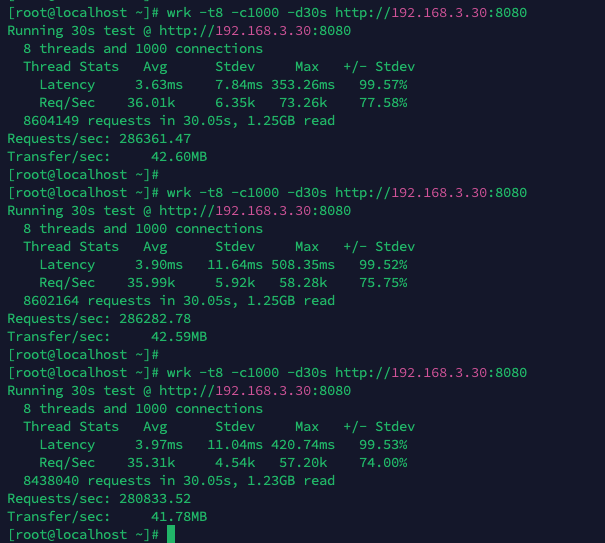 [root@localhost ~]# wrk -t8 -c1000 -d30s http://192.168.3.30:8080
Running 30s test @ http://192.168.3.30:8080
  8 threads and 1000 connections
  Thread Stats   Avg      Stdev     Max   +/- Stdev
    Latency     3.63ms    7.84ms 353.26ms   99.57%
    Req/Sec    36.01k     6.35k    73.26k    77.58%
  8604149 requests in 30.05s, 1.25GB read
Requests/sec: 286361.47
Transfer/sec:     42.60MB
[root@localhost ~]#
[root@localhost ~]# wrk -t8 -c1000 -d30s http://192.168.3.30:8080
Running 30s test @ http://192.168.3.30:8080
  8 threads and 1000 connections
  Thread Stats   Avg      Stdev     Max   +/- Stdev
    Latency     3.90ms   11.64ms 508.35ms   99.52%
    Req/Sec    35.99k     5.92k    58.28k    75.75%
  8602164 requests in 30.05s, 1.25GB read
Requests/sec: 286282.78
Transfer/sec:     42.59MB
[root@localhost ~]#
[root@localhost ~]# wrk -t8 -c1000 -d30s http://192.168.3.30:8080
Running 30s test @ http://192.168.3.30:8080
  8 threads and 1000 connections
  Thread Stats   Avg      Stdev     Max   +/- Stdev
    Latency     3.97ms   11.04ms 420.74ms   99.53%
    Req/Sec    35.31k     4.54k    57.20k    74.00%
  8438040 requests in 30.05s, 1.23GB read
Requests/sec: 280833.52
Transfer/sec:     41.78MB
[root@localhost ~]#